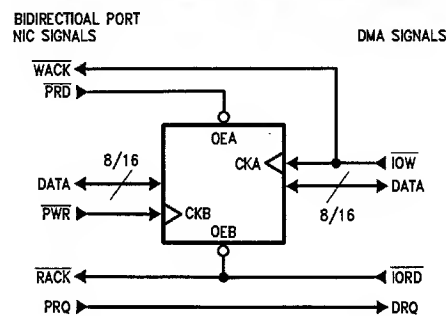 BIDIRECTIOAL PORT
NIC SIGNALS
DMA SIGNALS
WACK
PRD
OEA
8/16
CKA
IOW
DATA
DATA
PWR
CKB
8/16
OEB
RACK
IORD
PRQ
DRQ